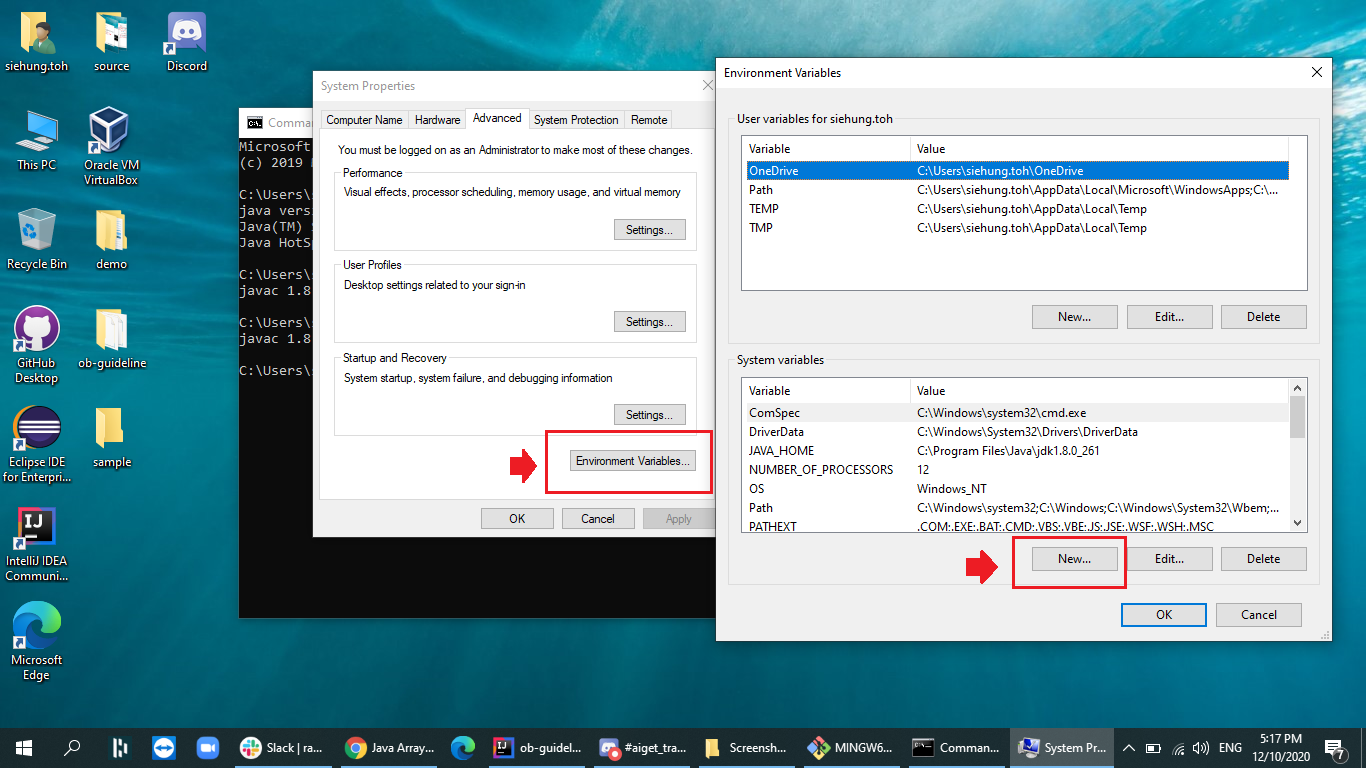 siehung.toh
source
Discord
This PC
Oracle VM
VirtualBox
Recycle Bin
demo
GitHub
Desktop
ob-guideline
Eclipse IDE
for Enterpri...
sample
IntelliJ IDEA
Communi...
Microsoft
Edge
Comma
Microsoft
(c) 2019
C:\Users\
java vers
Java(TM)
Java HotSp
C:\Users\
javac 1.8
C:\Users\
javac 1.8
C:\Users\
System Properties
Computer Name Hardware Advanced System Protection Remote
You must be logged on as an Administrator to make most of these changes.
Performance
Visual effects, processor scheduling, memory usage, and virtual memory
Settings...
User Profiles
Desktop settings related to your sign-in
Settings...
Startup and Recovery
System startup, system failure, and debugging information
Settings...
Environment Variables...
OK Cancel Apply
Environment Variables
User variables for siehung.toh
Variable Value
OneDrive C:\Users\siehung.toh\OneDrive
Path C:\Users\siehung.toh\AppData\Local\Microsoft\WindowsApps;C:\...
TEMP C:\Users\siehung.toh\AppData\Local\Temp
TMP C:\Users\siehung.toh\AppData\Local\Temp
New... Edit... Delete
System variables
Variable Value
ComSpec C:\Windows\system32\cmd.exe
DriverData C:\Windows\System32\Drivers\DriverData
JAVA_HOME C:\Program Files\Java\jdk1.8.0_261
NUMBER_OF_PROCESSORS 12
OS Windows_NT
Path C:\Windows\system32;C:\Windows;C:\Windows\System32\Wbem;...
PATHEXT .COM;.EXE;.BAT;.CMD;.VBS;.VBE;.JS;.JSE;.WSF;.WSH;.MSC
New... Edit... Delete
OK Cancel
Slack | ra... Java Array... ob-guidel... #aiget_tra... Screensh... MINGW6... Comman... System Pr... ENG
5:17 PM
12/10/2020
7